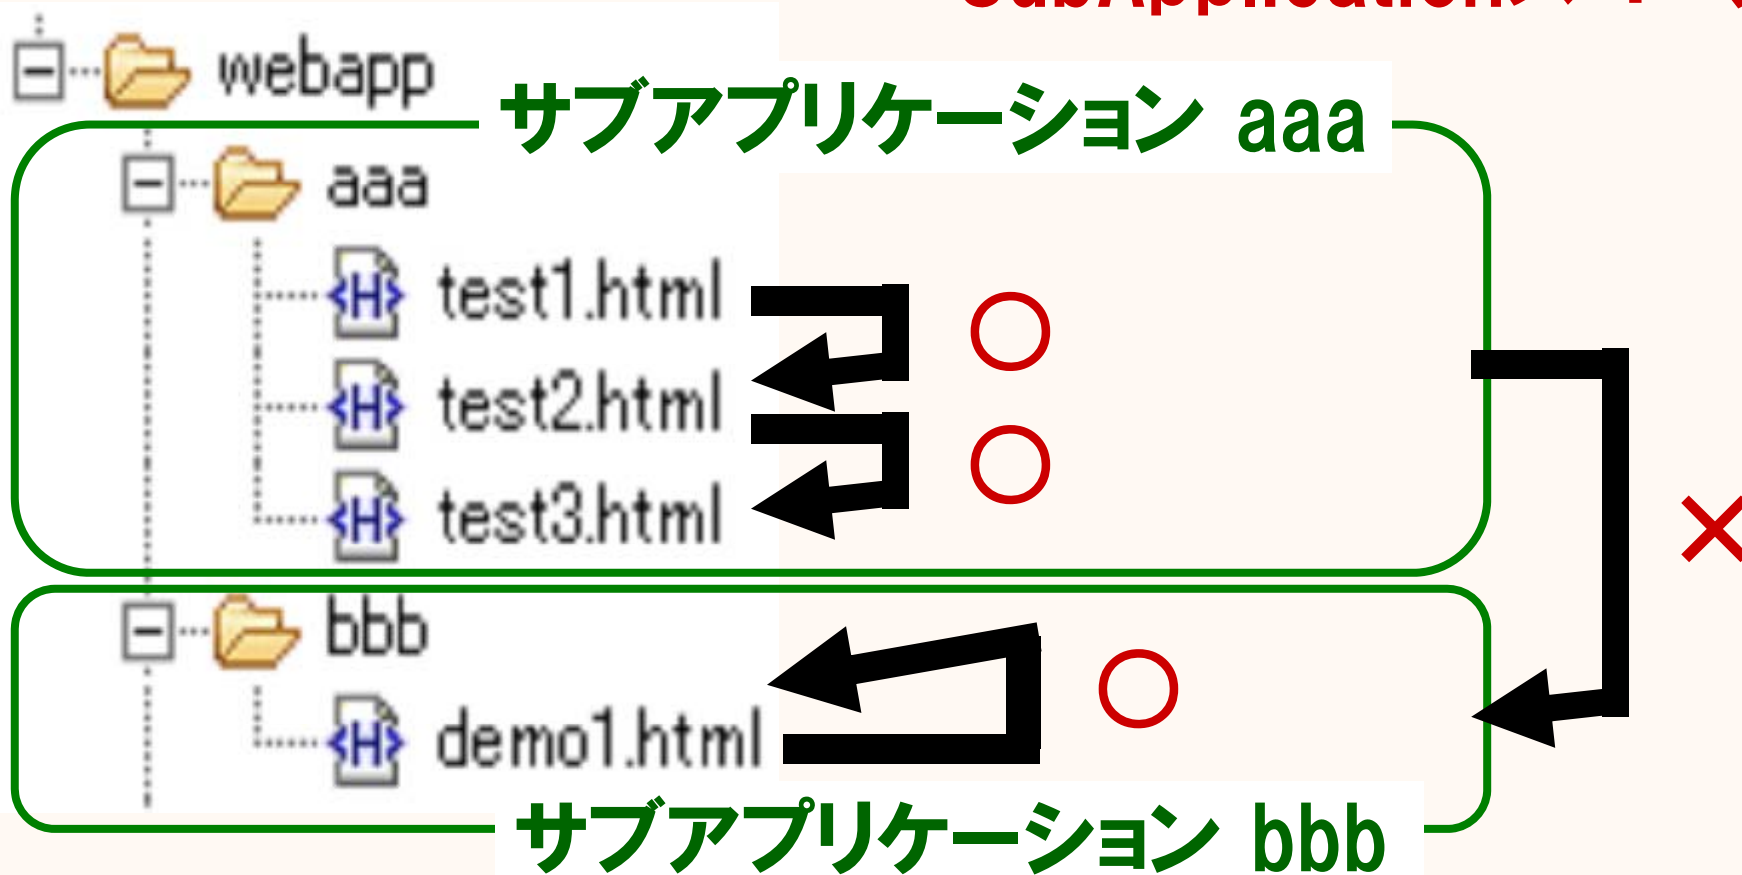 webapp
サブアプリケーション aaa
aaa
test1.html
test2.html
test3.html
bbb
demo1.html
サブアプリケーション bbb